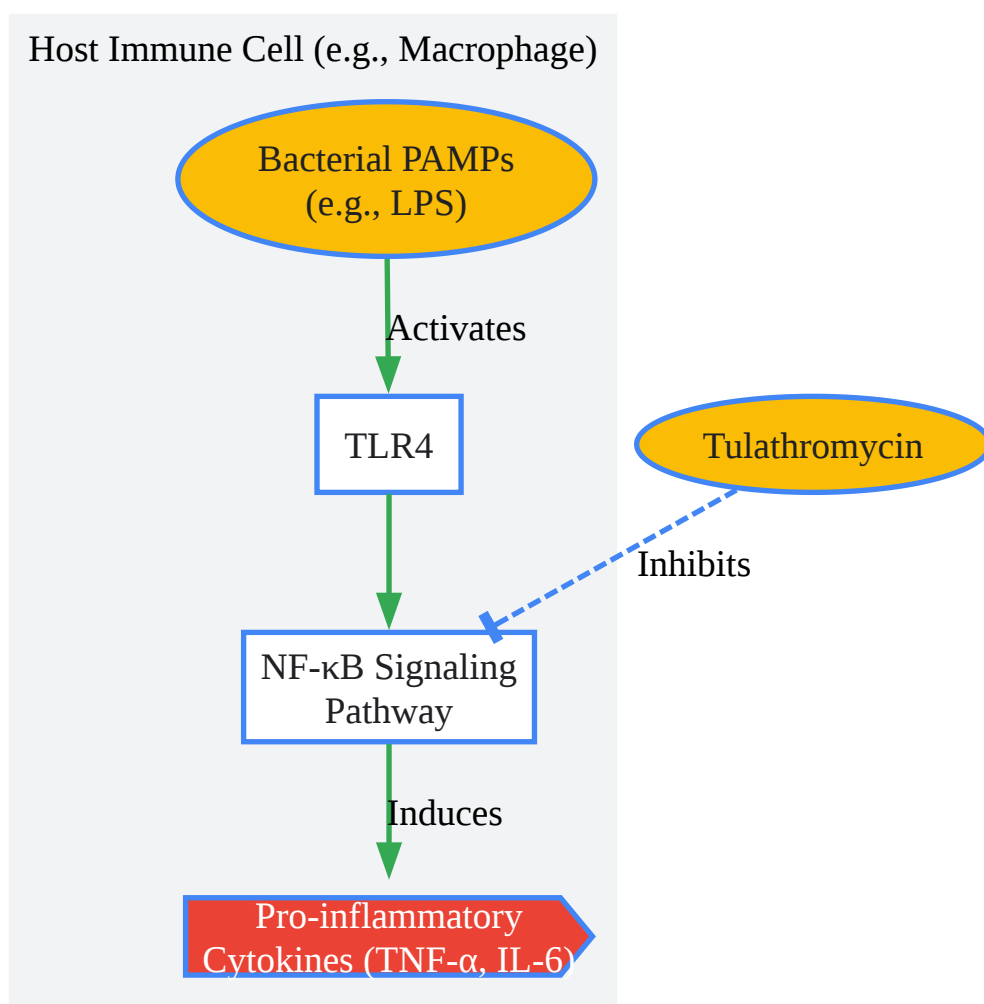 Host Immune Cell (e.g., Macrophage)
Bacterial PAMPs
(e.g., LPS)
Activates
TLR4
Tulathromycin
Inhibits
NF-κB Signaling
Pathway
Induces
Pro-inflammatory
Cytokines (TNF-α, IL-6)